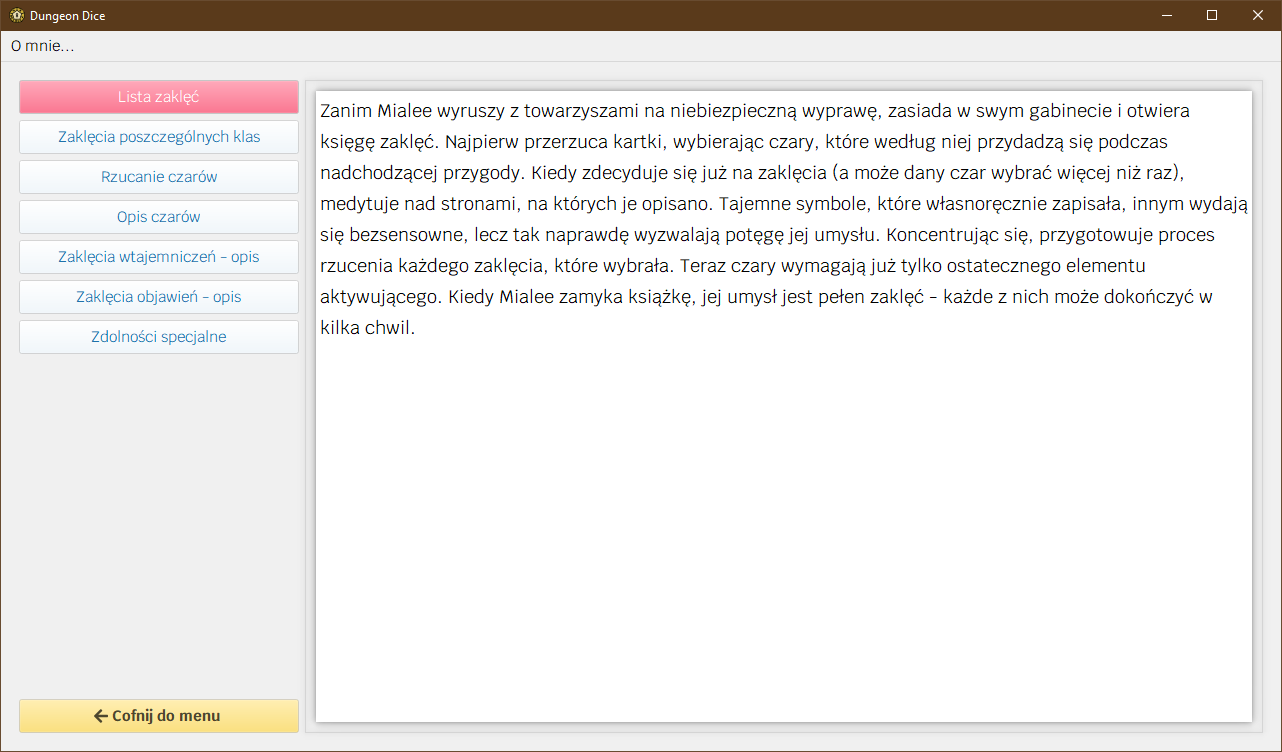 Dungeon Dice
O mnie...
Lista zaklęć
Zaklęcia poszczególnych klas
Rzucanie czarów
Opis czarów
Zaklęcia wtajemniczeń - opis
Zaklęcia objawień - opis
Zdolności specjalne
Cofnij do menu
Zanim Mialee wyruszy z towarzyszami na niebiezpieczną wyprawę, zasiada w swym gabinecie i otwiera
księgę zaklęć. Najpierw przerzuca kartki, wybierając czary, które według niej przydadzą się podczas
nadchodzącej przygody. Kiedy zdecyduje się już na zaklęcia (a może dany czar wybrać więcej niż raz),
medytuje nad stronami, na których je opisano. Tajemne symbole, które własnoręcznie zapisała, innym wydają
się bezsensowne, lecz tak naprawdę wyzwalają potęgę jej umysłu. Koncentrując się, przygotowuje proces
rzucenia każdego zaklęcia, które wybrała. Teraz czary wymagają już tylko ostatecznego elementu
aktywującego. Kiedy Mialee zamyka książkę, jej umysł jest pełen zaklęć - każde z nich może dokończyć w
kilka chwil.